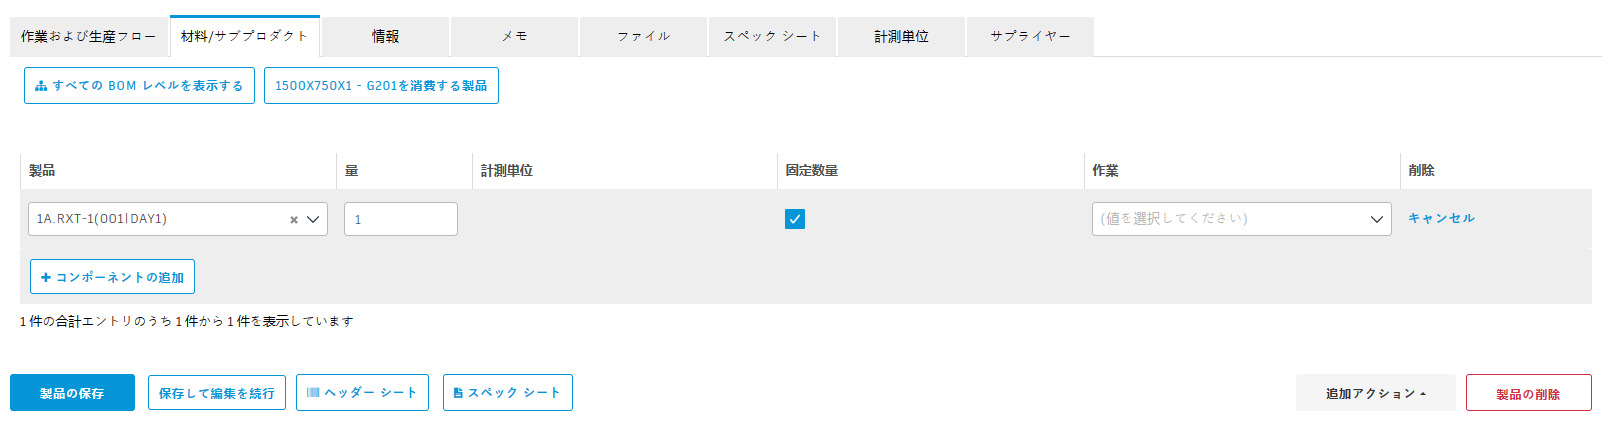 作業および生産フロー 材料/サブプロダクト 情報 メモ ファイル スペック シート 計測単位 サプライヤー
すべての BOM レベルを表示する 1500X750X1 - G201を消費する製品
製品 量 計測単位 固定数量 作業 削除
1A.RXT-1(001|DAY1) 1 (値を選択してください) キャンセル
コンポーネントの追加
1 件の合計エントリのうち 1 件から 1 件を表示しています
製品の保存 保存して編集を続行 ヘッダー シート スペック シート 追加アクション 製品の削除